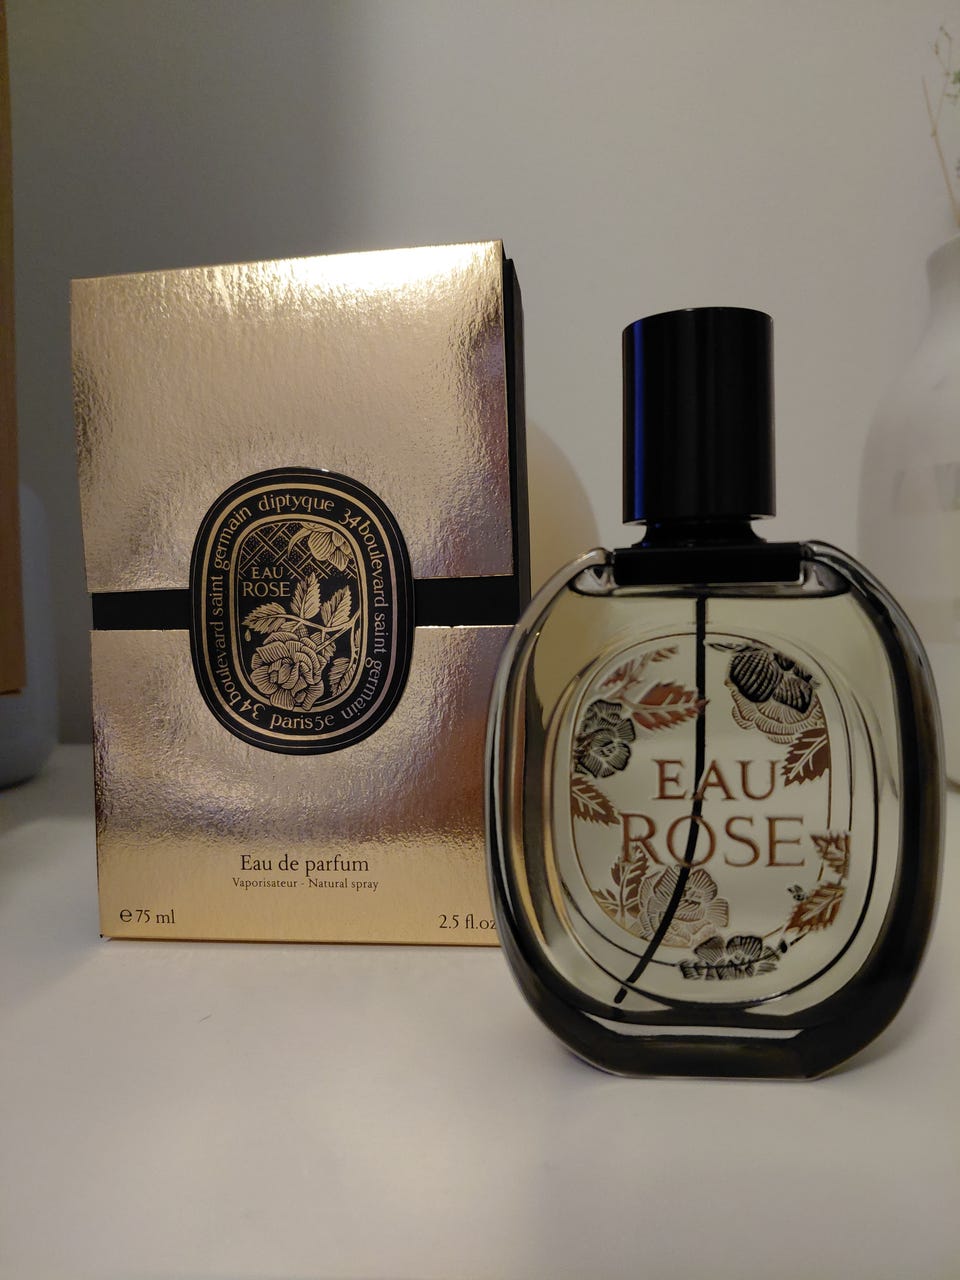 34 boulevard saint germain diptyque 34 boulevard saint germain
paris 5e
EAU
ROSE
Eau de parfum
Vaporisateur - Natural spray
℮ 75 ml
2.5 fl.oz
EAU
ROSE